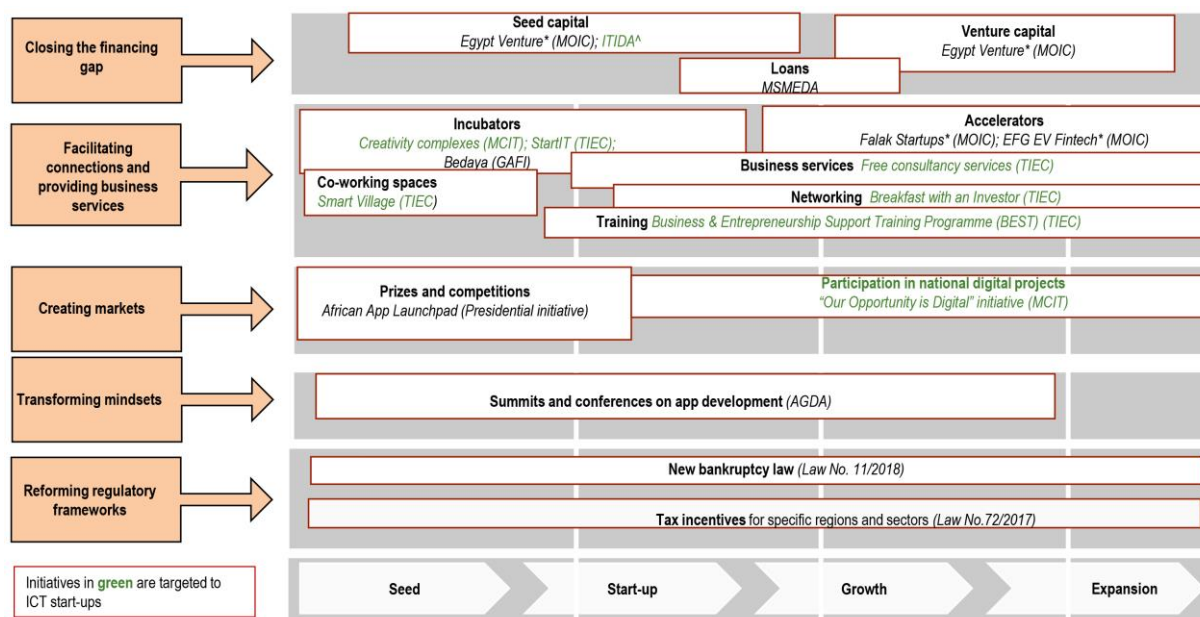 Closing the financing
gap
Seed capital
Egypt Venture* (MOIC); ITIDA^
Venture capital
Egypt Venture* (MOIC)
Loans
MSMEDA
Facilitating
connections and
providing business
services
Incubators
Creativity complexes (MCIT); StartIT (TIEC);
Bedaya (GAFI)
Accelerators
Falak Startups* (MOIC); EFG EV Fintech* (MOIC)
Business services Free consultancy services (TIEC)
Co-working spaces
Smart Village (TIEC)
Networking Breakfast with an Investor (TIEC)
Training Business & Entrepreneurship Support Training Programme (BEST) (TIEC)
Creating markets
Prizes and competitions
African App Launchpad (Presidential initiative)
Participation in national digital projects
“Our Opportunity is Digital” initiative (MCIT)
Transforming mindsets
Summits and conferences on app development (AGDA)
Reforming regulatory
frameworks
New bankruptcy law (Law No. 11/2018)
Tax incentives for specific regions and sectors (Law No.72/2017)
Initiatives in green are targeted to
ICT start-ups
Seed
Start-up
Growth
Expansion